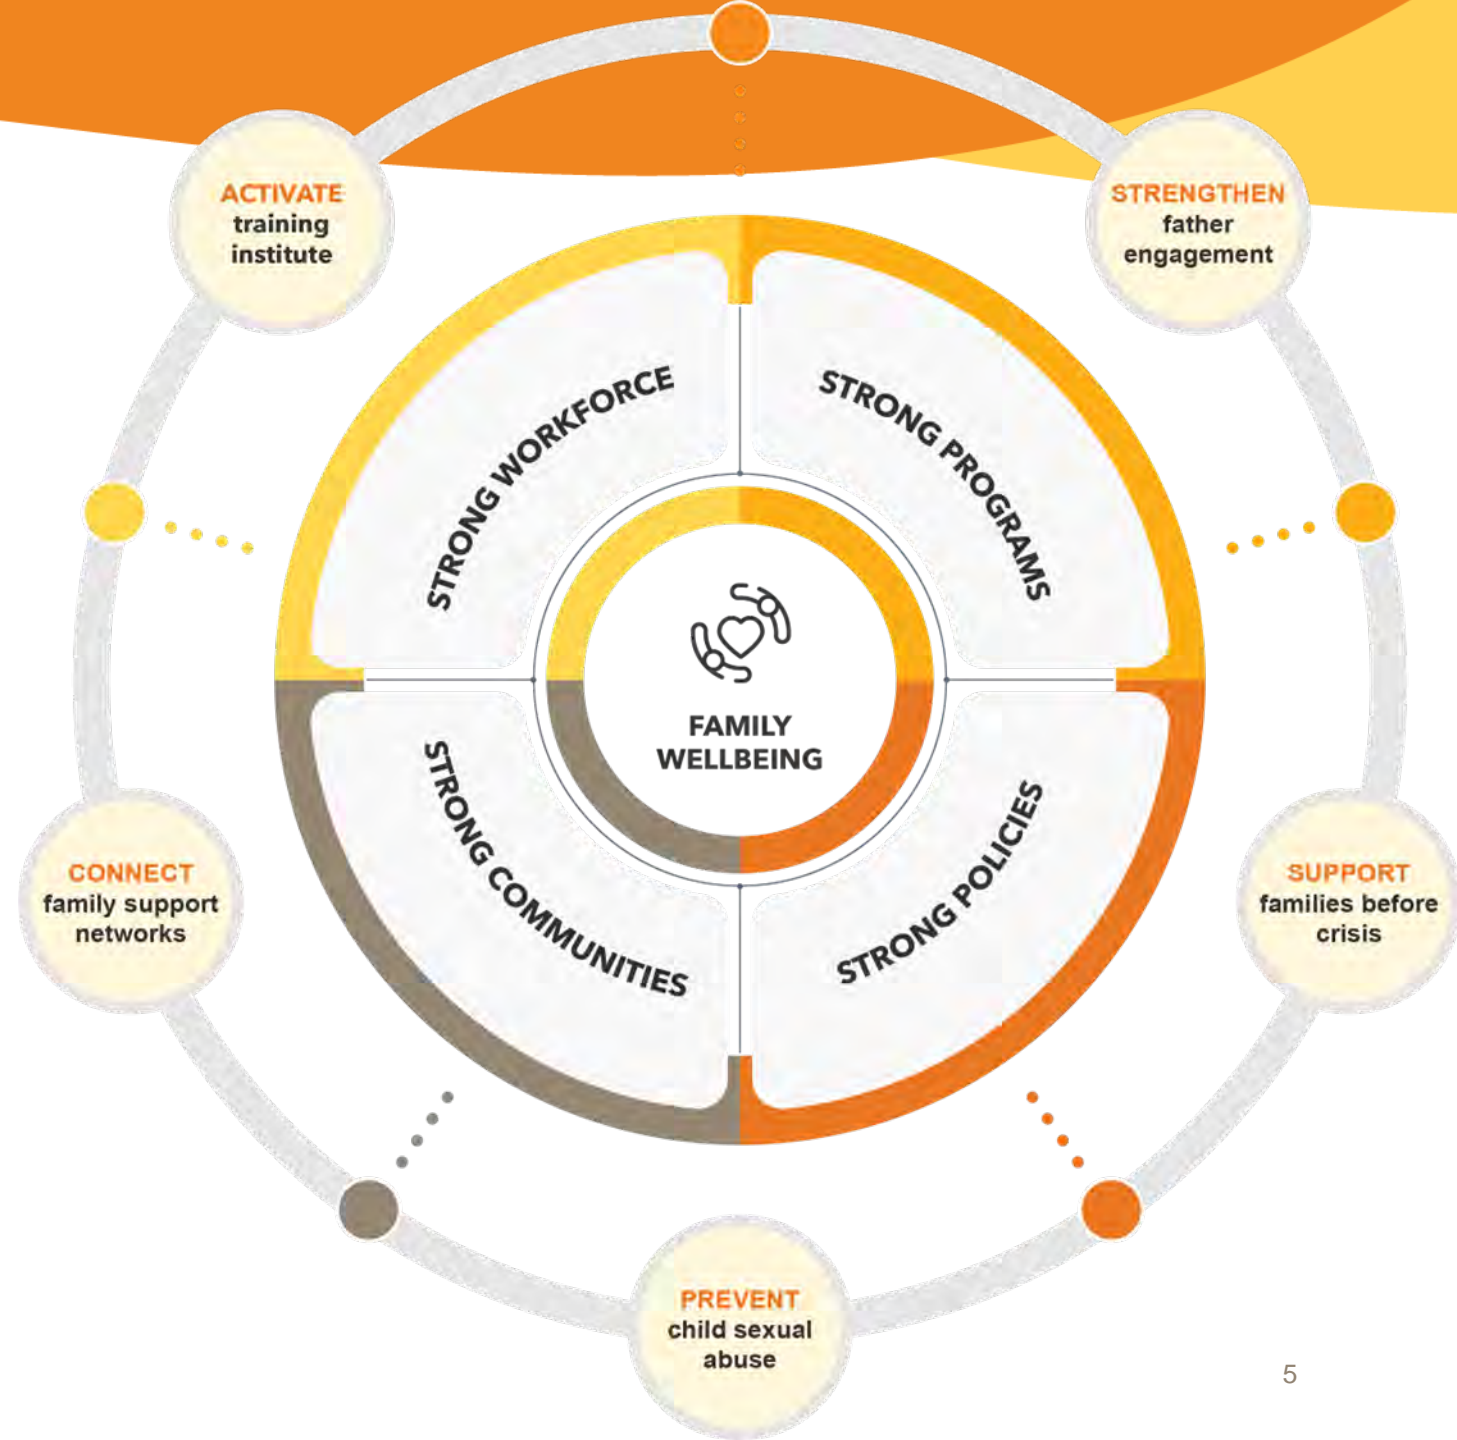 ACTIVATE
training
institute
STRENGTHEN
father
engagement
STRONG WORKFORCE
STRONG PROGRAMS
FAMILY
WELLBEING
STRONG COMMUNITIES
STRONG POLICIES
CONNECT
family support
networks
SUPPORT
families before
crisis
PREVENT
child sexual
abuse
5